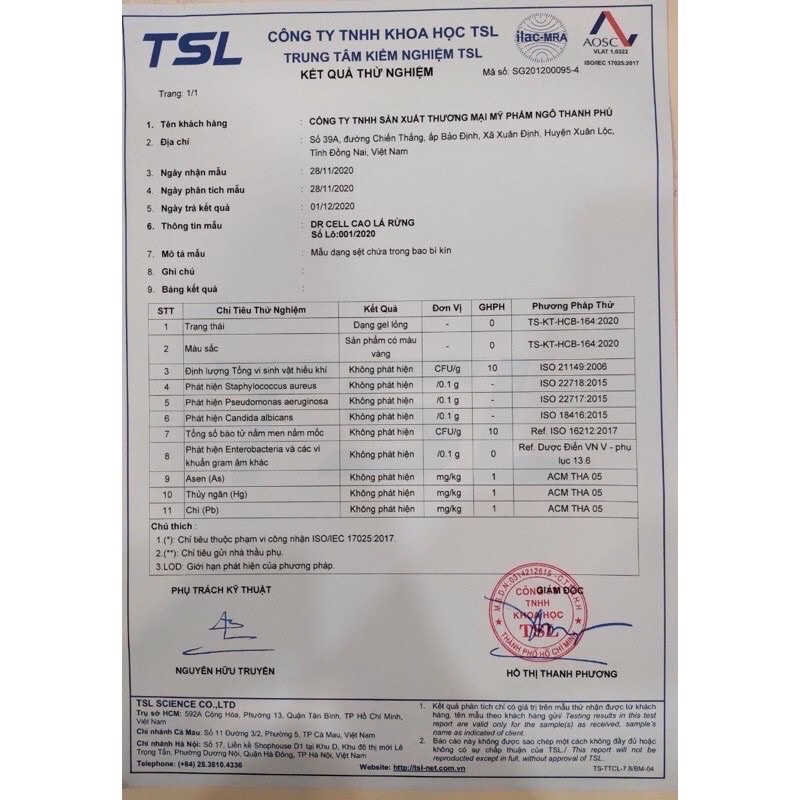 TSL
CÔNG TY TNHH KHOA HỌC TSL
TRUNG TÂM KIỂM NGHIỆM TSL
KẾT QUẢ THỬ NGHIỆM
ilac-MRA
AOSC
VLAT 1.0322
ISO/IEC 17025:2017
Mã số: SG201200095-4
Trang: 1/1
1. Tên khách hàng : CÔNG TY TNHH SẢN XUẤT THƯƠNG MẠI MỸ PHẨM NGÔ THANH PHÚ
2. Địa chỉ : Số 39A, đường Chiến Thắng, ấp Bảo Định, Xã Xuân Định, Huyện Xuân Lộc,
Tỉnh Đồng Nai, Việt Nam
3. Ngày nhận mẫu : 28/11/2020
4. Ngày phân tích mẫu : 28/11/2020
5. Ngày trả kết quả : 01/12/2020
6. Thông tin mẫu : DR CELL CAO LÁ RỪNG
Số Lô:001/2020
7. Mô tả mẫu : Mẫu dạng sệt chứa trong bao bì kín
8. Ghi chú :
9. Bảng kết quả :
STT Chỉ Tiêu Thử Nghiệm Kết Quả Đơn Vị GHPH Phương Pháp Thử
1 Trạng thái Dạng gel lỏng - 0 TS-KT-HCB-164:2020
2 Màu sắc Sản phẩm có màu vàng - 0 TS-KT-HCB-164:2020
3 Định lượng Tổng vi sinh vật hiếu khí Không phát hiện CFU/g 10 ISO 21149:2006
4 Phát hiện Staphylococcus aureus Không phát hiện /0.1 g - ISO 22718:2015
5 Phát hiện Pseudomonas aeruginosa Không phát hiện /0.1 g - ISO 22717:2015
6 Phát hiện Candida albicans Không phát hiện /0.1 g - ISO 18416:2015
7 Tổng số bào tử nấm men nấm mốc Không phát hiện CFU/g 10 Ref. ISO 16212:2017
8 Phát hiện Enterobacteria và các vi khuẩn gram âm khác Không phát hiện /0.1 g 0 Ref. Dược Điển VN V - phụ lục 13.6
9 Asen (As) Không phát hiện mg/kg 1 ACM THA 05
10 Thủy ngân (Hg) Không phát hiện mg/kg 1 ACM THA 05
11 Chì (Pb) Không phát hiện mg/kg 1 ACM THA 05
Chú thích :
1.(*): Chỉ tiêu thuộc phạm vi công nhận ISO/IEC 17025:2017.
2.(**): Chỉ tiêu gửi nhà thầu phụ.
3.LOD: Giới hạn phát hiện của phương pháp.
PHỤ TRÁCH KỸ THUẬT
GIÁM ĐỐC
M.S.D.N:0314212615-C.T.T.N.H.H
CÔNG TY
TNHH
KHOA HỌC
TSL
THÀNH PHỐ HỒ CHÍ MINH
NGUYỄN HỮU TRUYỀN
HỒ THỊ THANH PHƯƠNG
TSL SCIENCE CO.,LTD
Trụ sở HCM: 592A Cộng Hòa, Phường 13, Quận Tân Bình, TP Hồ Chí Minh,
Việt Nam
Chi nhánh Cà Mau: Số 11 Đường 3/2, Phường 5, TP Cà Mau, Việt Nam
Chi nhánh Hà Nội: Số 17, Liền kề Shophouse D1 tại Khu D, Khu đô thị mới Lê
Trọng Tấn, Phường Dương Nội, Quận Hà Đông, TP Hà Nội, Việt Nam
Telephone: (+84) 28.3810.4336
Website: http://tsl-net.com.vn
1. Kết quả phân tích chỉ có giá trị trên mẫu thử nhận được từ khách
hàng, tên mẫu theo khách hàng gửi/ Testing results in this test
report are valid only for the sample(s) as received, sample's
name as indicated of client.
2. Báo cáo này không được sao chép một cách không đầy đủ hoặc
không có sự chấp thuận của TSL./ This report will not be
reproduced except in full, without approval of TSL.
TS-TTCL-7.8/BM-04